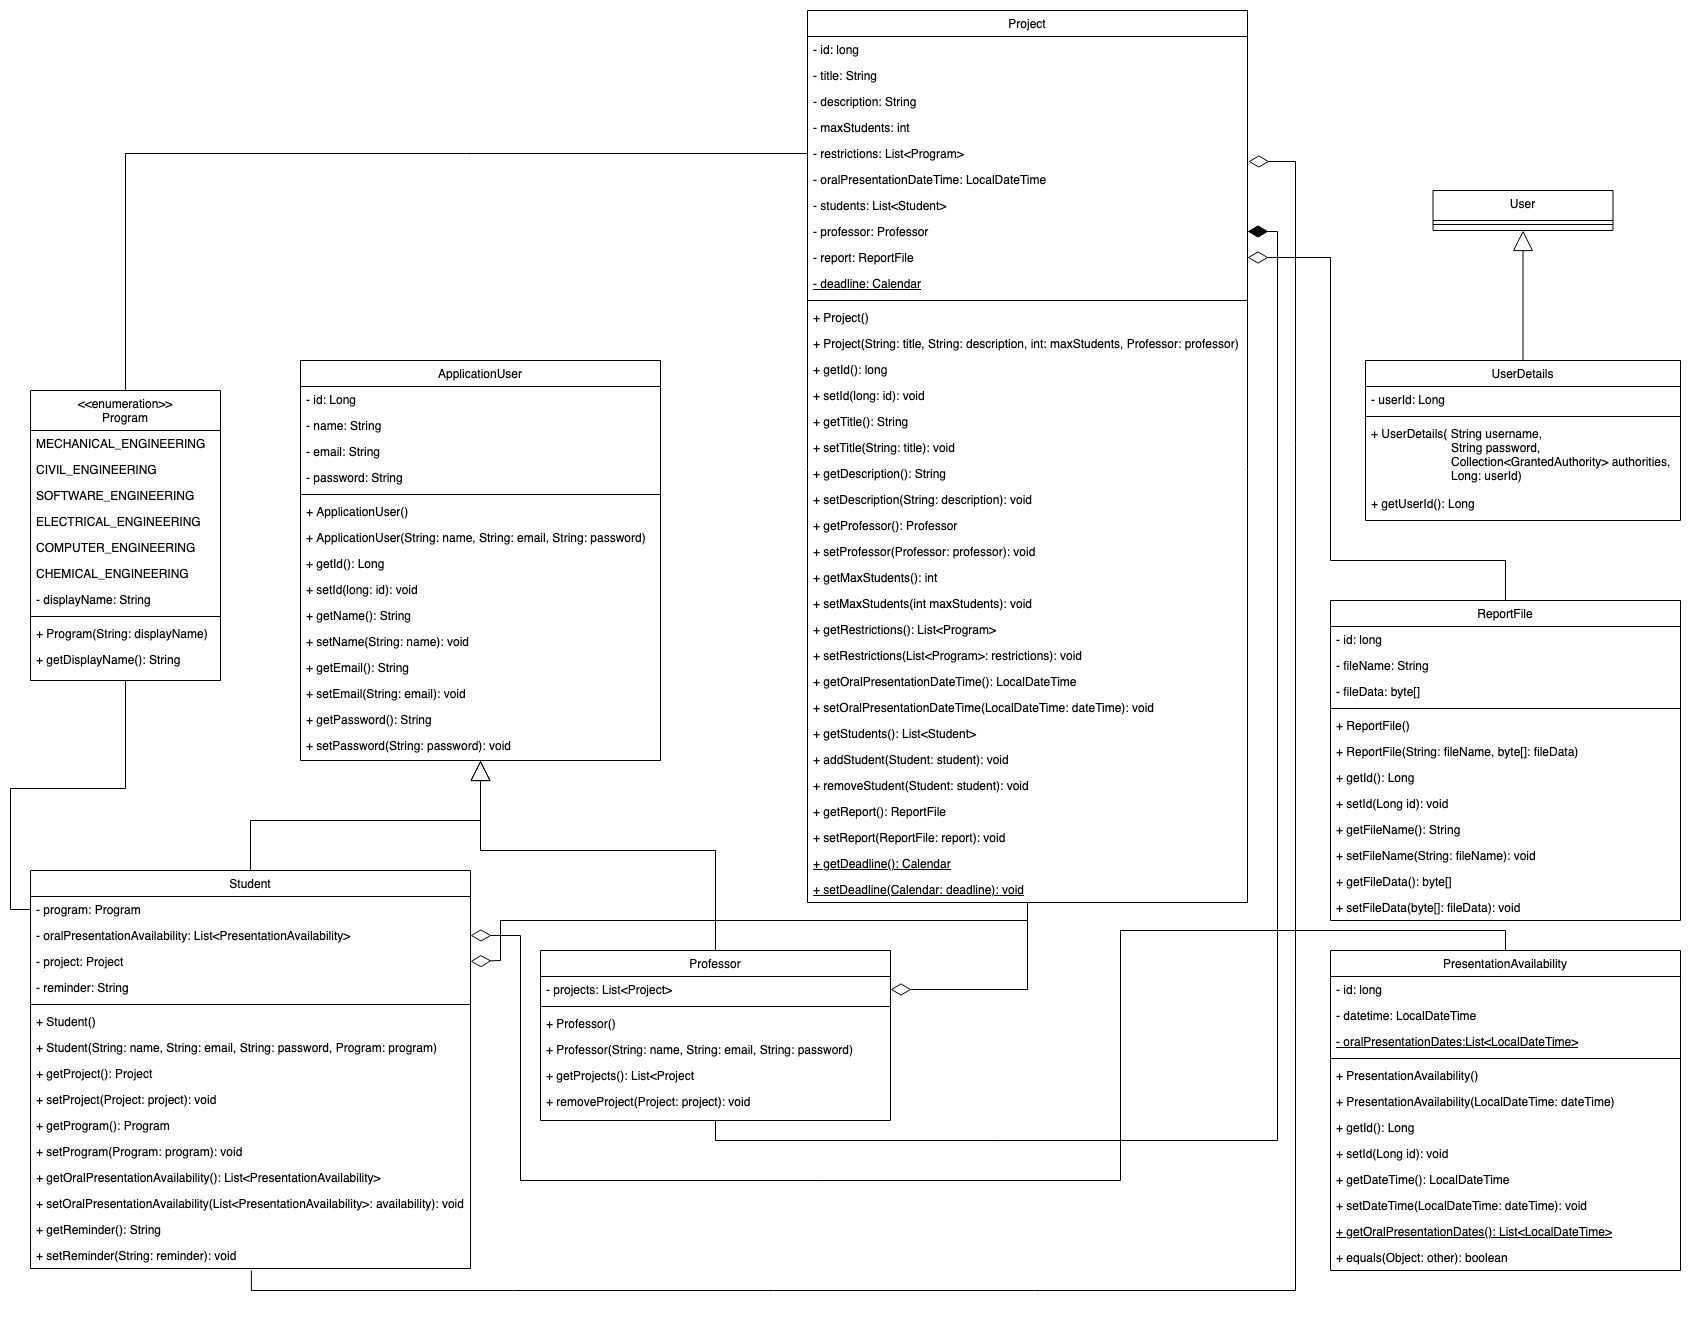 Project
- id: long
- title: String
- description: String
- maxStudents: int
- restrictions: List<Program>
- oralPresentationDateTime: LocalDateTime
- students: List<Student>
- professor: Professor
- report: ReportFile
- deadline: Calendar
+ Project()
+ Project(String: title, String: description, int: maxStudents, Professor: professor)
+ getId(): long
+ setId(long: id): void
+ getTitle(): String
+ setTitle(String: title): void
+ getDescription(): String
+ setDescription(String: description): void
+ getProfessor(): Professor
+ setProfessor(Professor: professor): void
+ getMaxStudents(): int
+ setMaxStudents(int maxStudents): void
+ getRestrictions(): List<Program>
+ setRestrictions(List<Program>: restrictions): void
+ getOralPresentationDateTime(): LocalDateTime
+ setOralPresentationDateTime(LocalDateTime: dateTime): void
+ getStudents(): List<Student>
+ addStudent(Student: student): void
+ removeStudent(Student: student): void
+ getReport(): ReportFile
+ setReport(ReportFile: report): void
+ getDeadline(): Calendar
+ setDeadline(Calendar: deadline): void
User
UserDetails
- userId: Long
+ UserDetails( String username,
String password,
Collection<GrantedAuthority> authorities,
Long: userId)
+ getUserId(): Long
<<enumeration>>
Program
MECHANICAL_ENGINEERING
CIVIL_ENGINEERING
SOFTWARE_ENGINEERING
ELECTRICAL_ENGINEERING
COMPUTER_ENGINEERING
CHEMICAL_ENGINEERING
- displayName: String
+ Program(String: displayName)
+ getDisplayName(): String
ApplicationUser
- id: Long
- name: String
- email: String
- password: String
+ ApplicationUser()
+ ApplicationUser(String: name, String: email, String: password)
+ getId(): Long
+ setId(long: id): void
+ getName(): String
+ setName(String: name): void
+ getEmail(): String
+ setEmail(String: email): void
+ getPassword(): String
+ setPassword(String: password): void
ReportFile
- id: long
- fileName: String
- fileData: byte[]
+ ReportFile()
+ ReportFile(String: fileName, byte[]: fileData)
+ getId(): Long
+ setId(Long id): void
+ getFileName(): String
+ setFileName(String: fileName): void
+ getFileData(): byte[]
+ setFileData(byte[]: fileData): void
Student
- program: Program
- oralPresentationAvailability: List<PresentationAvailability>
- project: Project
- reminder: String
+ Student()
+ Student(String: name, String: email, String: password, Program: program)
+ getProject(): Project
+ setProject(Project: project): void
+ getProgram(): Program
+ setProgram(Program: program): void
+ getOralPresentationAvailability(): List<PresentationAvailability>
+ setOralPresentationAvailability(List<PresentationAvailability>: availability): void
+ getReminder(): String
+ setReminder(String: reminder): void
Professor
- projects: List<Project>
+ Professor()
+ Professor(String: name, String: email, String: password)
+ getProjects(): List<Project
+ removeProject(Project: project): void
PresentationAvailability
- id: long
- datetime: LocalDateTime
- oralPresentationDates:List<LocalDateTime>
+ PresentationAvailability()
+ PresentationAvailability(LocalDateTime: dateTime)
+ getId(): Long
+ setId(Long id): void
+ getDateTime(): LocalDateTime
+ setDateTime(LocalDateTime: dateTime): void
+ getOralPresentationDates(): List<LocalDateTime>
+ equals(Object: other): boolean